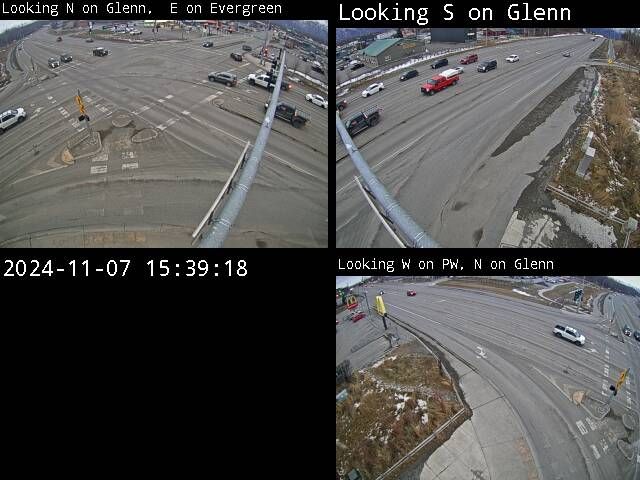 Looking N on Glenn,  E on Evergreen
Looking S on Glenn
2024-11-07 15:39:18
Looking W on PW, N on Glenn